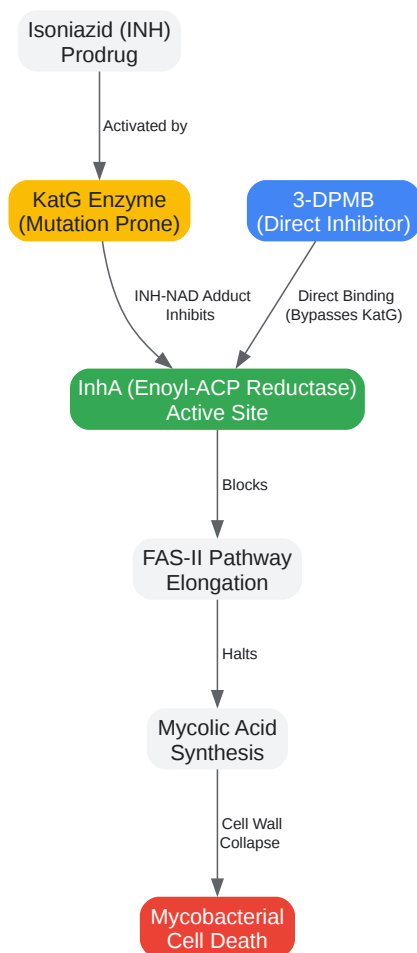 Isoniazid (INH)
Prodrug
Activated by
KatG Enzyme
(Mutation Prone)
3-DPMB
(Direct Inhibitor)
INH-NAD Adduct
Inhibits
Direct Binding
(Bypasses KatG)
InhA (Enoyl-ACP Reductase)
Active Site
Blocks
FAS-II Pathway
Elongation
Halts
Mycolic Acid
Synthesis
Cell Wall
Collapse
Mycobacterial
Cell Death